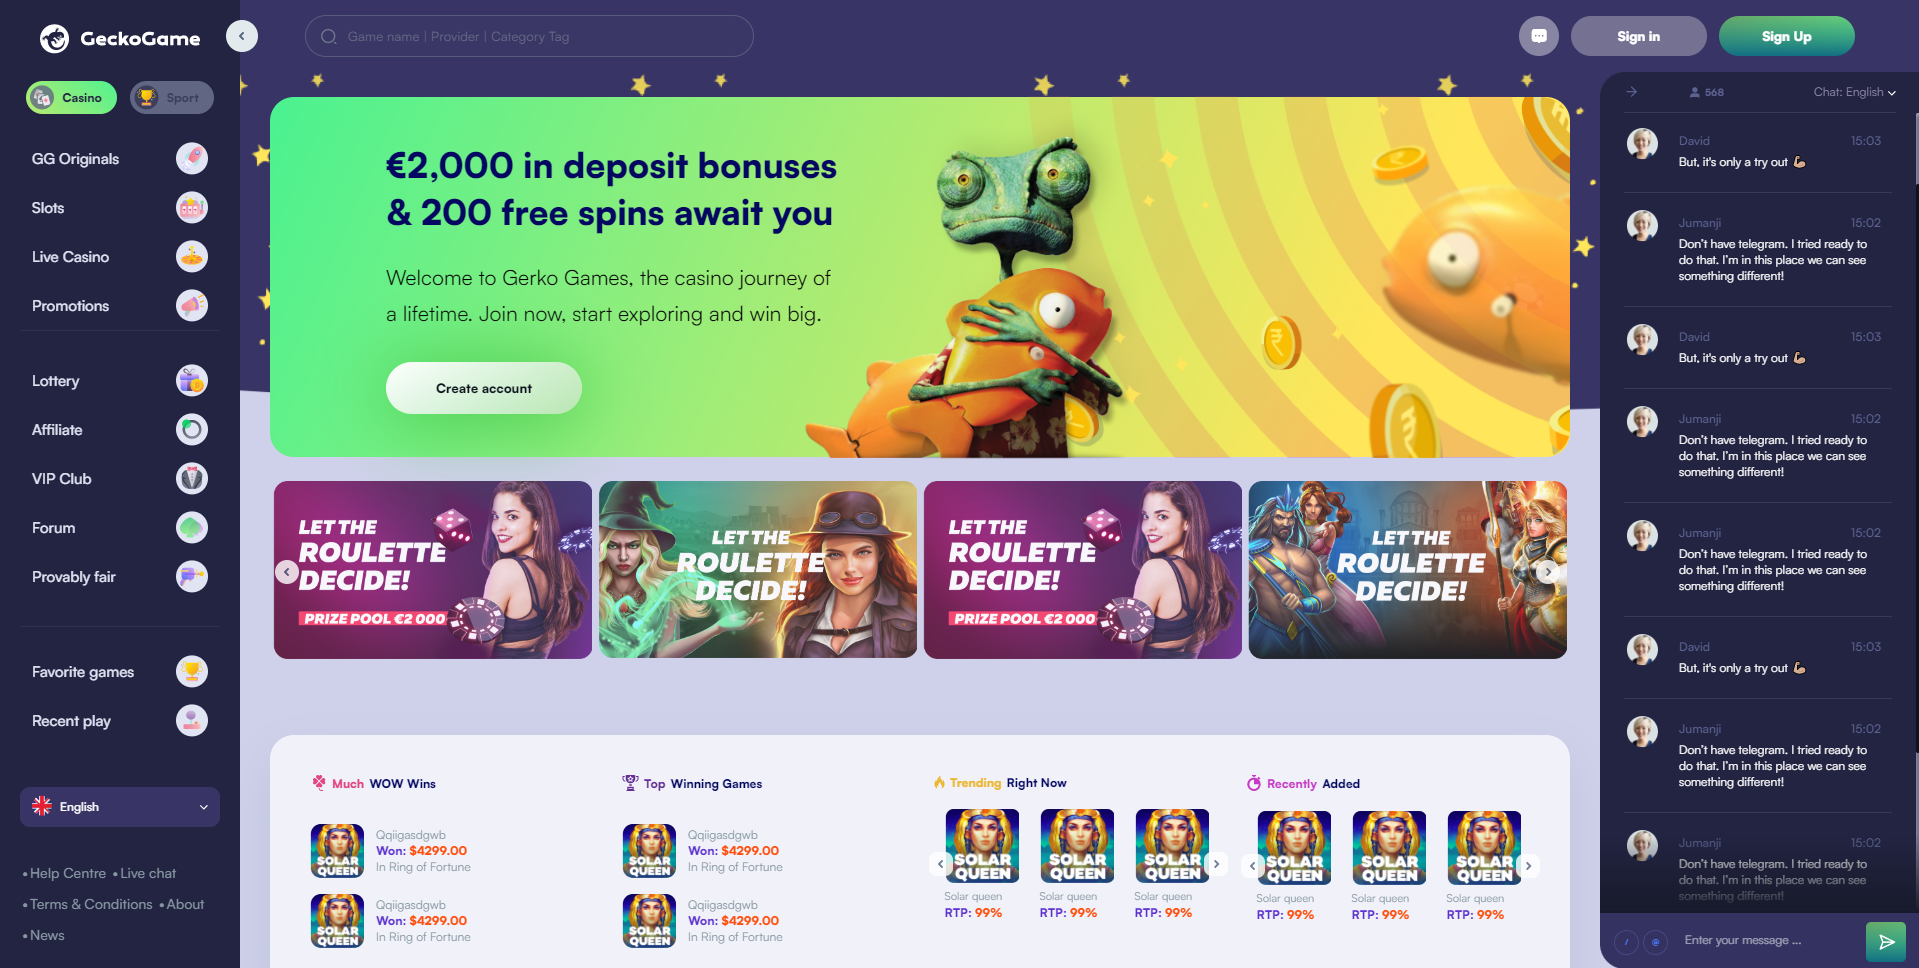 GeckoGame
Casino
Sport
GG Originals
Slots
Live Casino
Promotions
Lottery
Affiliate
VIP Club
Forum
Provably fair
Favorite games
Recent play
English
•Help Centre •Live chat
•Terms & Conditions •About
•News
Game name | Provider | Category Tag
Sign in
Sign Up
€2,000 in deposit bonuses
& 200 free spins await you
Welcome to Gerko Games, the casino journey of
a lifetime. Join now, start exploring and win big.
Create account
LET THE
ROULETTE
DECIDE!
PRIZE POOL €2 000
LET THE
ROULETTE
DECIDE!
LET THE
ROULETTE
DECIDE!
PRIZE POOL €2 000
LET THE
ROULETTE
DECIDE!
Much WOW Wins
SOLAR
QUEEN
Qqiigasdgwb
Won: $4299.00
In Ring of Fortune
SOLAR
QUEEN
Qqiigasdgwb
Won: $4299.00
In Ring of Fortune
Top Winning Games
SOLAR
QUEEN
Qqiigasdgwb
Won: $4299.00
In Ring of Fortune
SOLAR
QUEEN
Qqiigasdgwb
Won: $4299.00
In Ring of Fortune
Trending Right Now
SOLAR
QUEEN
Solar queen
RTP: 99%
SOLAR
QUEEN
Solar queen
RTP: 99%
SOLAR
QUEEN
Solar queen
RTP: 99%
Recently Added
SOLAR
QUEEN
Solar queen
RTP: 99%
SOLAR
QUEEN
Solar queen
RTP: 99%
SOLAR
QUEEN
Solar queen
RTP: 99%
568
Chat: English
David 15:03
But, it's only a try out 💪🏼
Jumanji 15:02
Don't have telegram. I tried ready to
do that. I'm in this place we can see
something different!
David 15:03
But, it's only a try out 💪🏼
Jumanji 15:02
Don't have telegram. I tried ready to
do that. I'm in this place we can see
something different!
Jumanji 15:02
Don't have telegram. I tried ready to
do that. I'm in this place we can see
something different!
David 15:03
But, it's only a try out 💪🏼
Jumanji 15:02
Don't have telegram. I tried ready to
do that. I'm in this place we can see
something different!
Jumanji 15:02
Don't have telegram. I tried ready to
do that. I'm in this place we can see
something different!
/ @ Enter your message ...